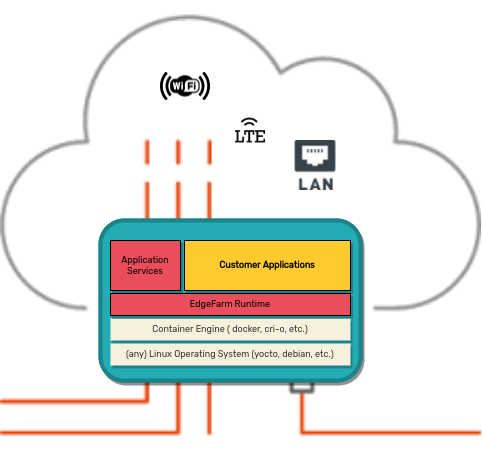 WiFi
LTE
LAN
Application
Services
Customer Applications
EdgeFarm Runtime
Container Engine ( docker, cri-o, etc.)
(any) Linux Operating System (yocto, debian, etc.)